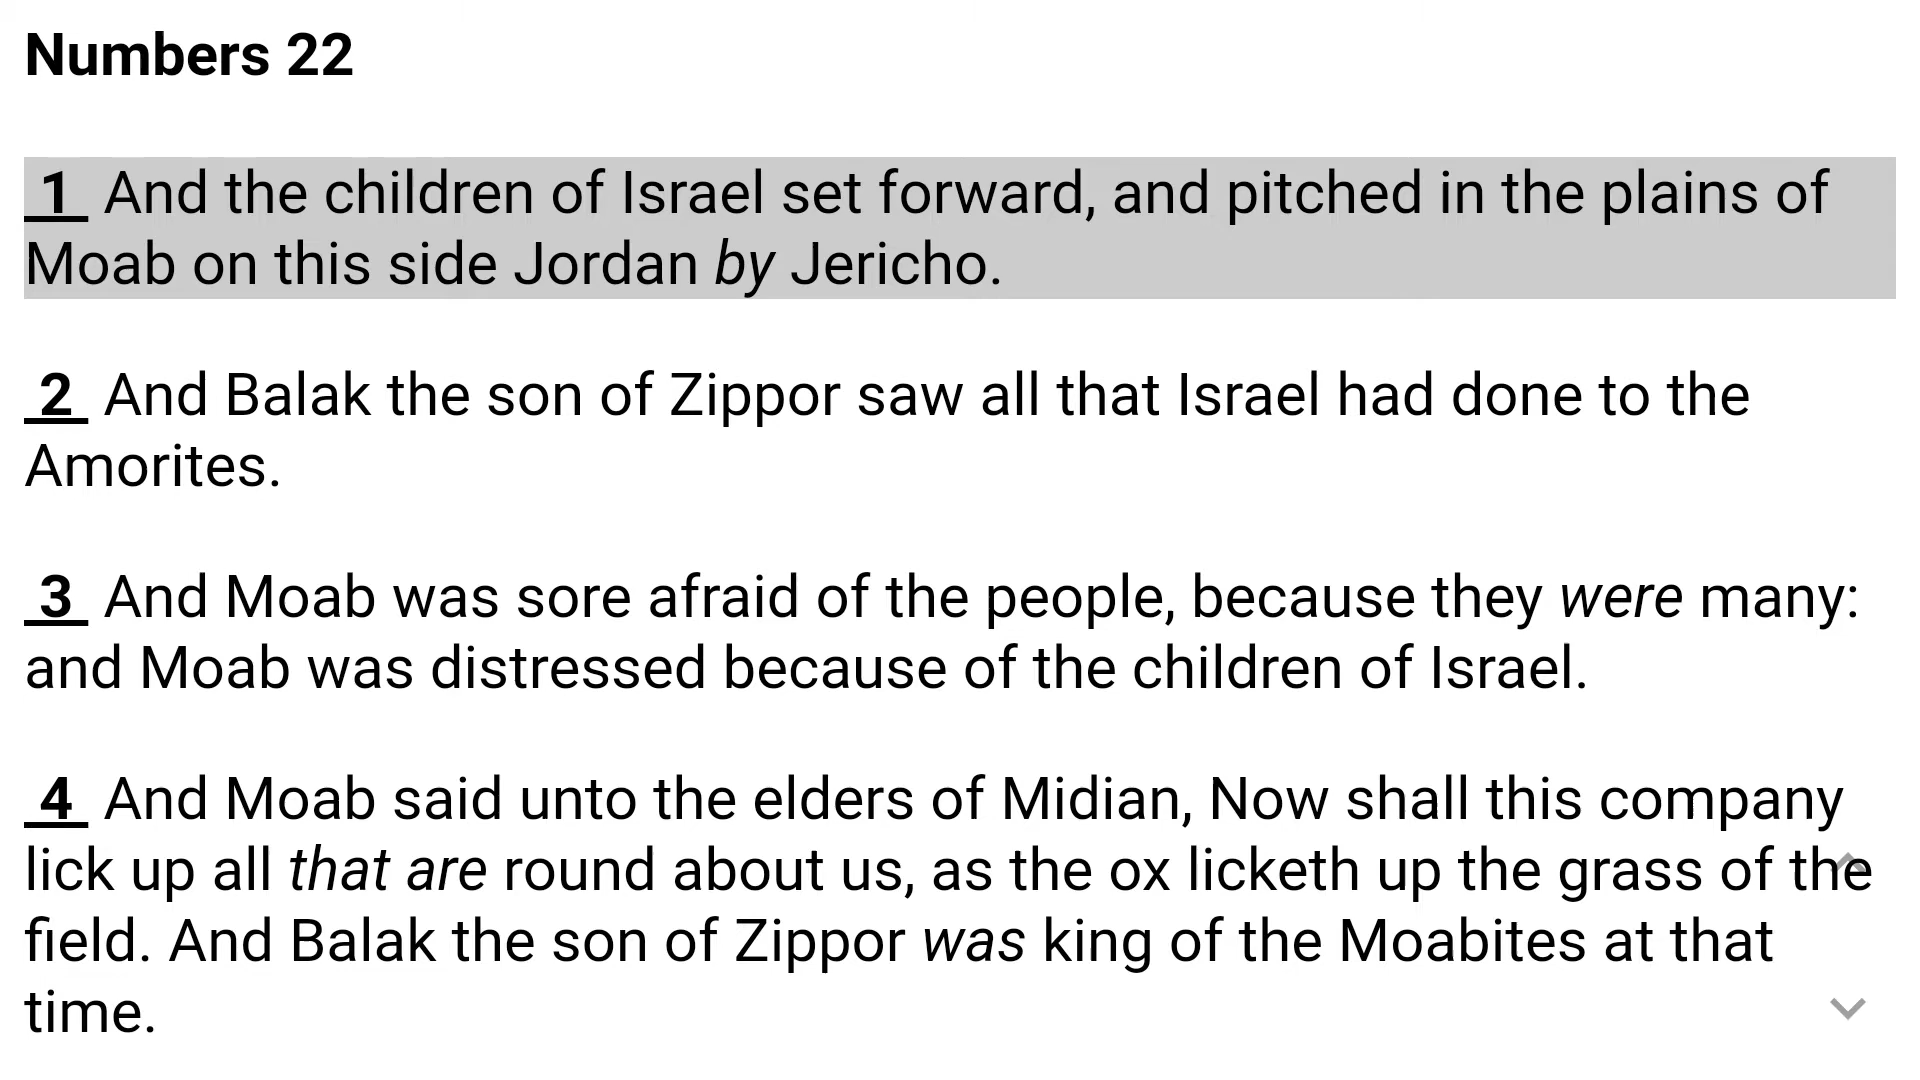 Numbers 22
1 And the children of Israel set forward, and pitched in the plains of
Moab on this side Jordan by Jericho.
2 And Balak the son of Zippor saw all that Israel had done to the
Amorites.
3 And Moab was sore afraid of the people, because they were many:
and Moab was distressed because of the children of Israel.
4 And Moab said unto the elders of Midian, Now shall this company
lick up all that are round about us, as the ox licketh up the grass of the
field. And Balak the son of Zippor was king of the Moabites at that
time.